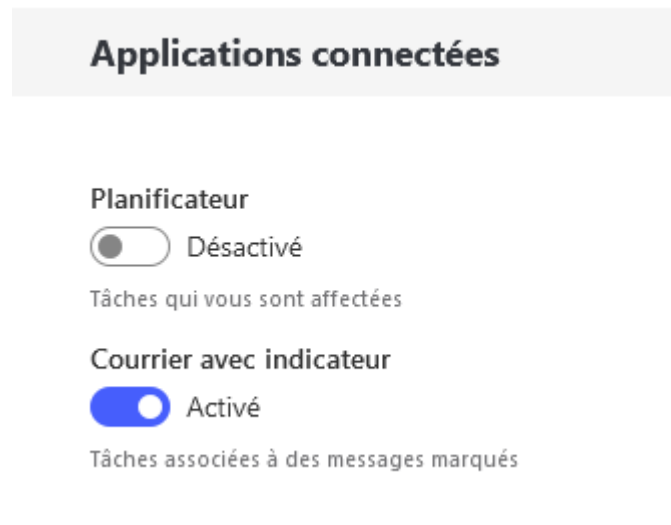 Applications connectées
Planificateur
Désactivé
Tâches qui vous sont affectées
Courrier avec indicateur
Activé
Tâches associées à des messages marqués